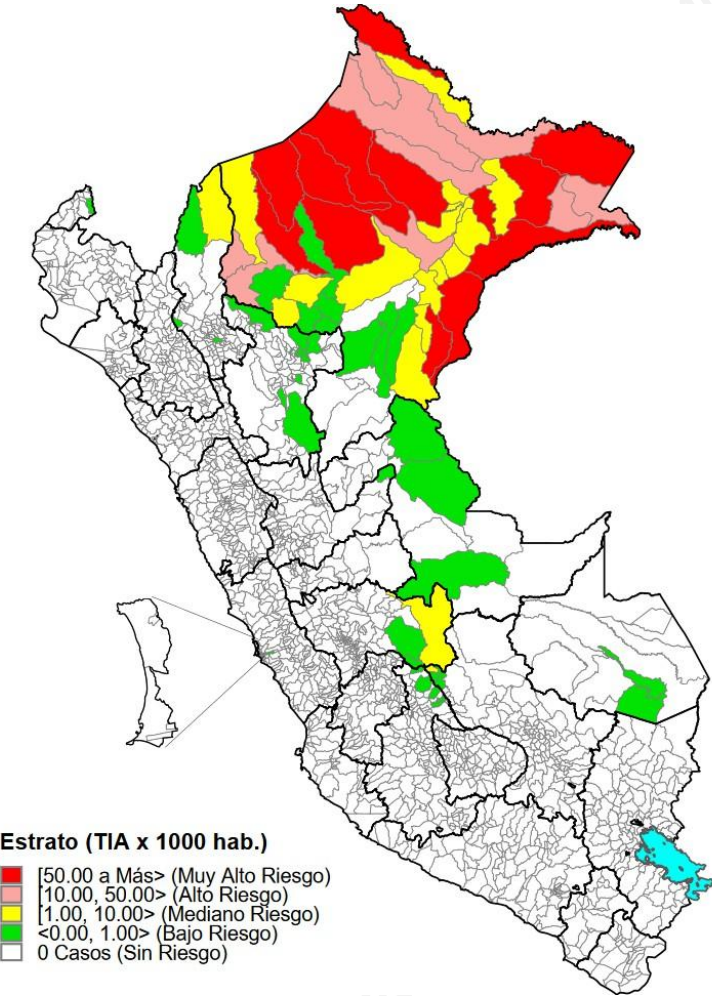 Estrato (TIA x 1000 hab.)
[50.00 a Más> (Muy Alto Riesgo)
[10.00, 50.00> (Alto Riesgo)
[1.00, 10.00> (Mediano Riesgo)
<0.00, 1.00> (Bajo Riesgo)
0 Casos (Sin Riesgo)